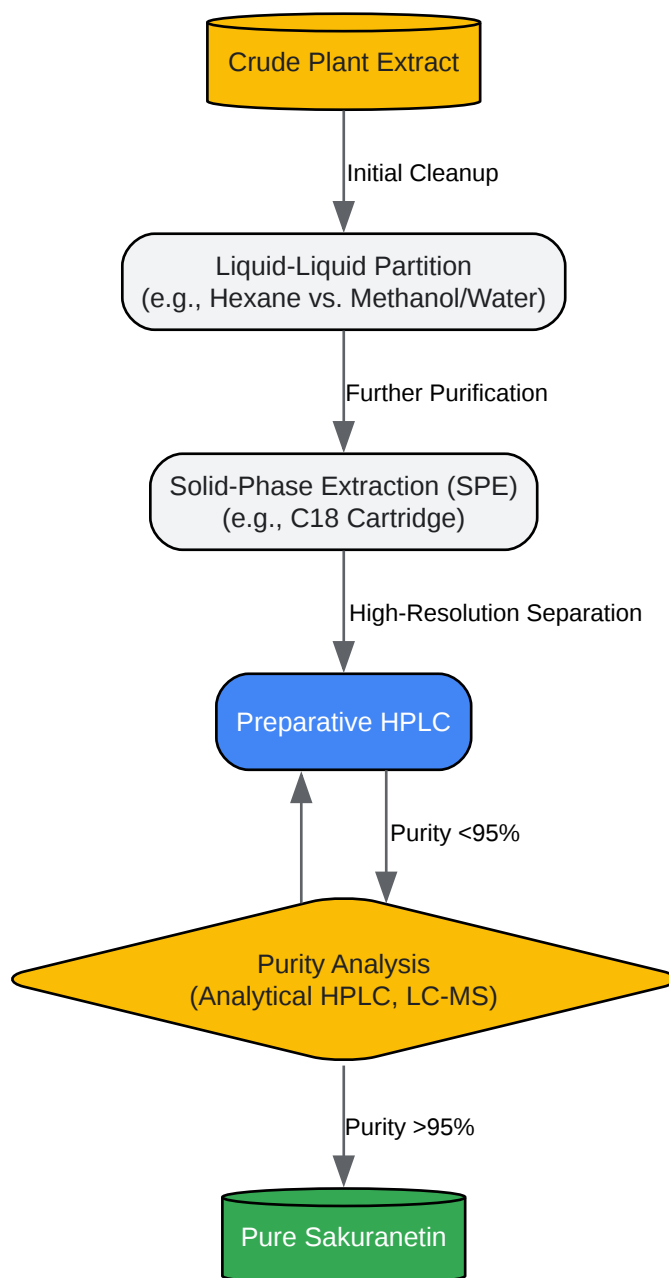 Crude Plant Extract
Initial Cleanup
Liquid-Liquid Partition
(e.g., Hexane vs. Methanol/Water)
Further Purification
Solid-Phase Extraction (SPE)
(e.g., C18 Cartridge)
High-Resolution Separation
Preparative HPLC
Purity <95%
Purity Analysis
(Analytical HPLC, LC-MS)
Purity >95%
Pure Sakuranetin